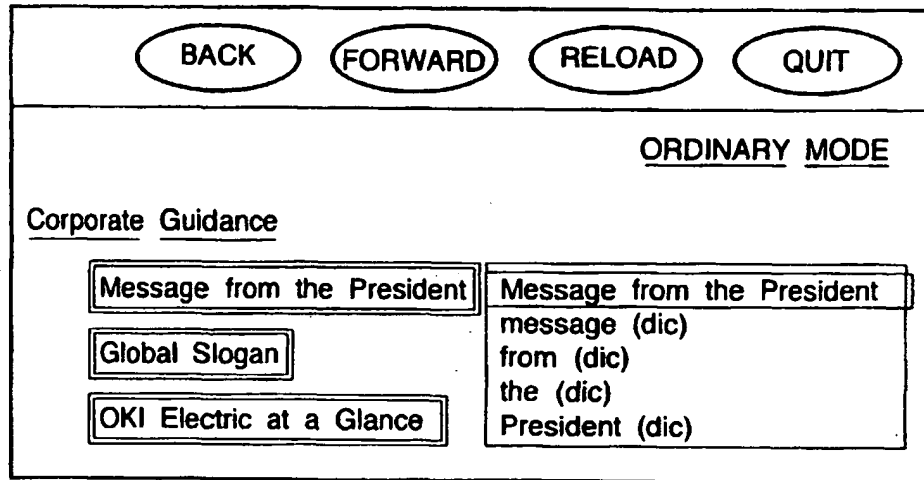 BACK FORWARD RELOAD QUIT
ORDINARY MODE
Corporate Guidance
Message from the President
Global Slogan
OKI Electric at a Glance
Message from the President
message (dic)
from (dic)
the (dic)
President (dic)